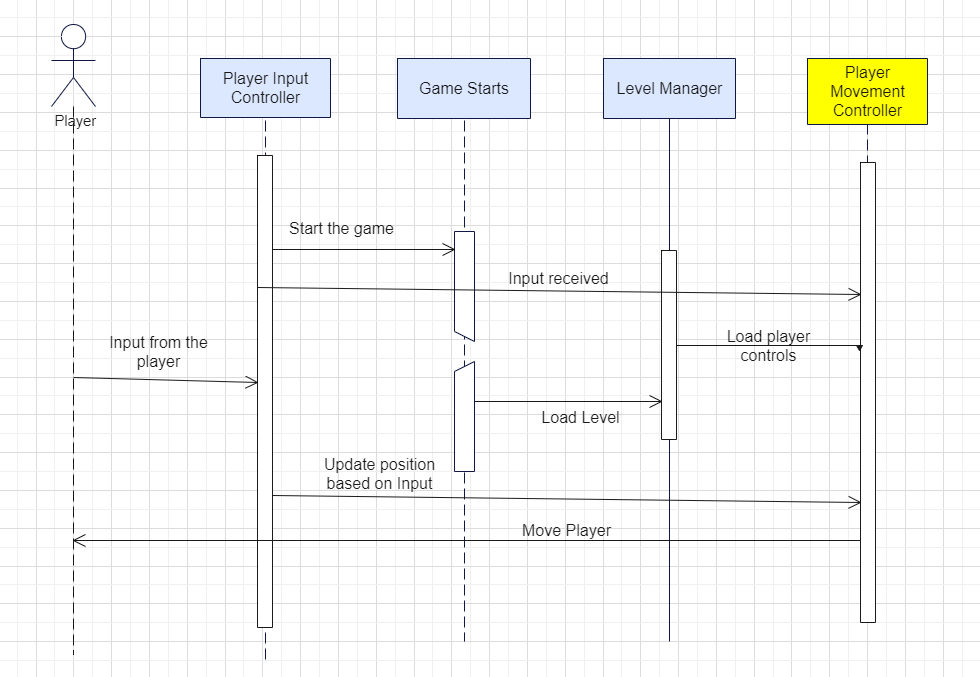 Player
Player Input
Controller
Game Starts
Level Manager
Player
Movement
Controller
Start the game
Input received
Input from the
player
Load player
controls
Load Level
Update position
based on Input
Move Player